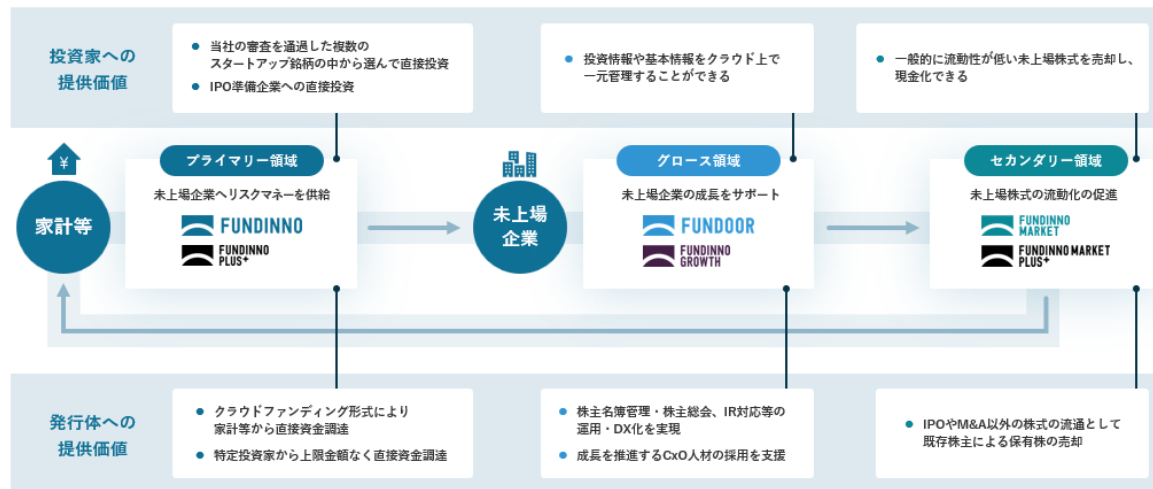 投資家への
提供価値
当社の審査を通過した複数の
スタートアップ銘柄の中から選んで直接投資
IPO準備企業への直接投資
投資情報や基本情報をクラウド上で
一元管理することができる
一般的に流動性が低い未上場株式を売却し、
現金化できる
¥
家計等
プライマリー領域
未上場企業へリスクマネーを供給
FUNDINNO
FUNDINNO
PLUS+
未上場
企業
グロース領域
未上場企業の成長をサポート
FUNDOOR
FUNDINNO
GROWTH
セカンダリー領域
未上場株式の流動化の促進
FUNDINNO
MARKET
FUNDINNO MARKET
PLUS+
発行体への
提供価値
クラウドファンディング形式により
家計等から直接資金調達
特定投資家から上限金額なく直接資金調達
株主名簿管理・株主総会、IR対応等の
運用・DX化を実現
成長を推進するCxO人材の採用を支援
IPOやM&A以外の株式の流通として
既存株主による保有株の売却